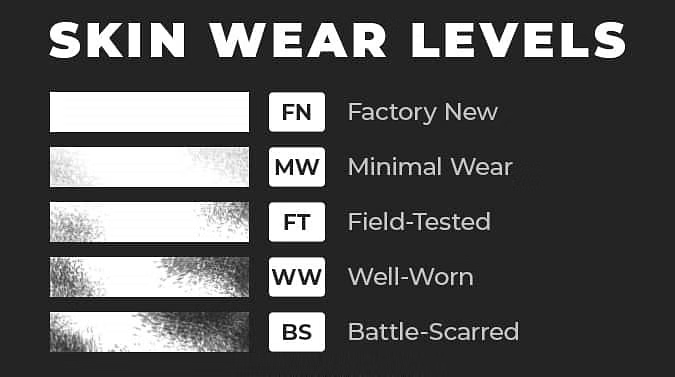 SKIN WEAR LEVELS
FN Factory New
MW Minimal Wear
FT Field-Tested
WW Well-Worn
BS Battle-Scarred